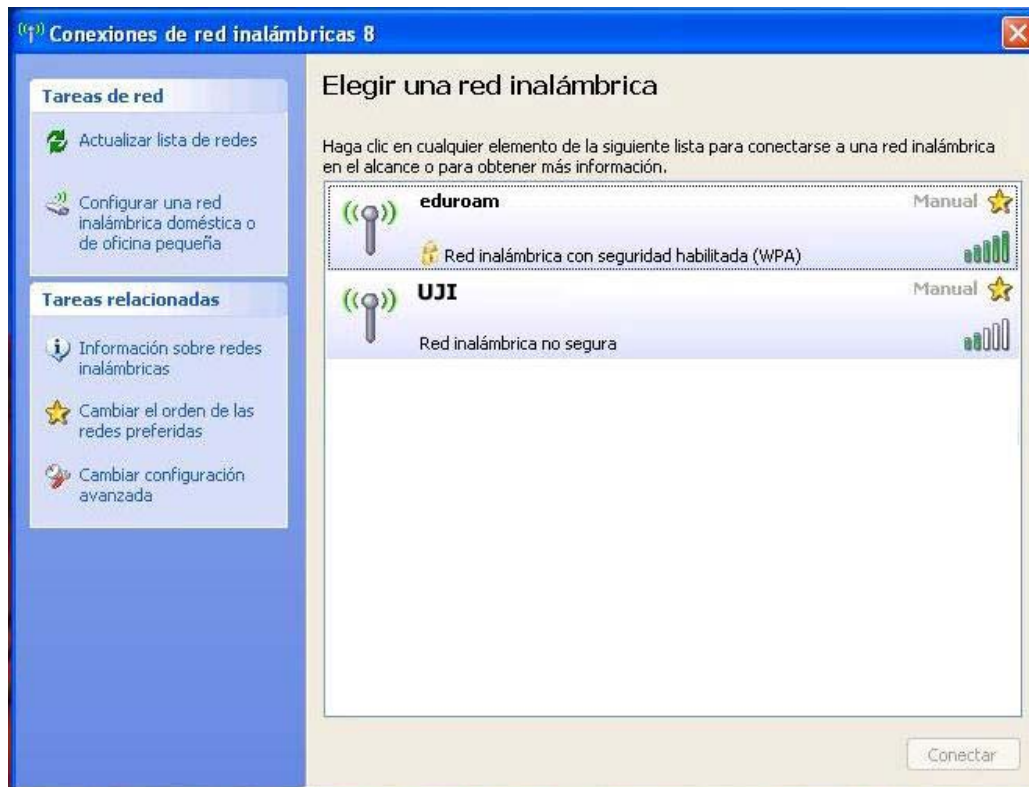 Conexiones de red inalámbricas 8
Tareas de red
Actualizar lista de redes
Configurar una red
inalámbrica doméstica o
de oficina pequeña
Tareas relacionadas
Información sobre redes
inalámbricas
Cambiar el orden de las
redes preferidas
Cambiar configuración
avanzada
Elegir una red inalámbrica
Haga clic en cualquier elemento de la siguiente lista para conectarse a una red inalámbrica
en el alcance o para obtener más información.
eduroam Manual
Red inalámbrica con seguridad habilitada (WPA)
UJI Manual
Red inalámbrica no segura
Conectar